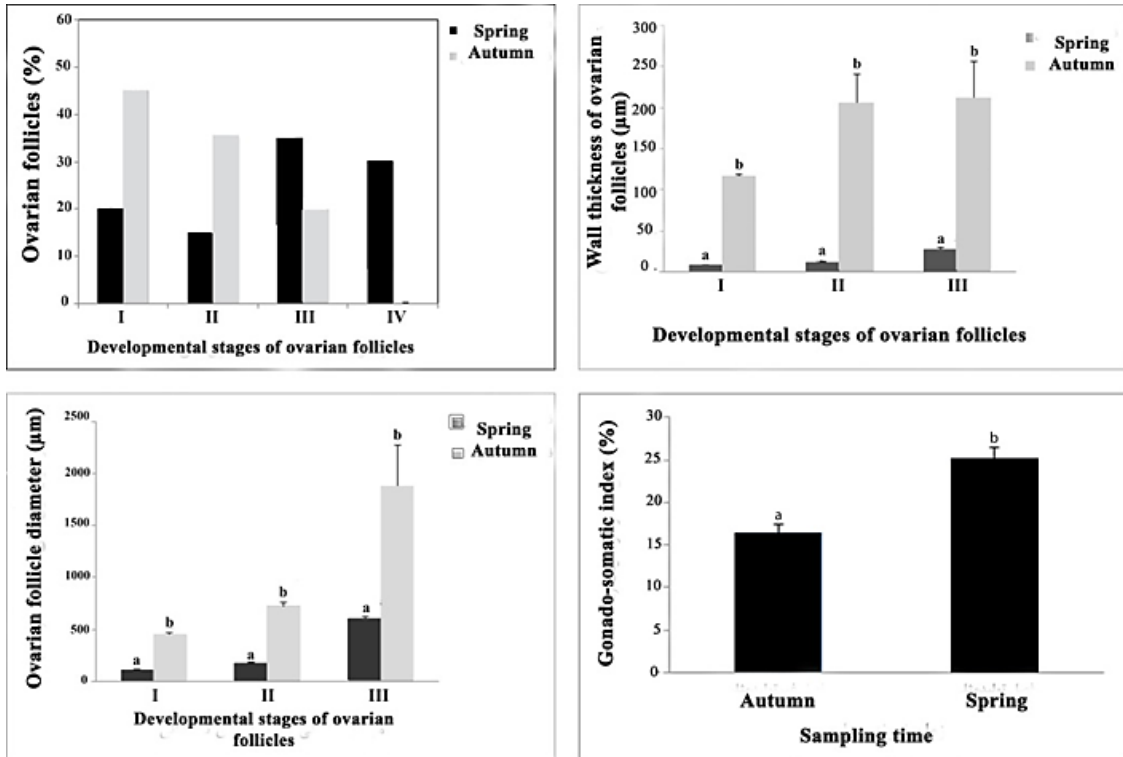 Ovarian follicles (%)
60
50
40
30
20
10
0
Spring
Autumn
I II III IV
Developmental stages of ovarian follicles
Wall thickness of ovarian
follicles (µm)
300
250
200
150
100
50
0
Spring
Autumn
a b a b a b
I II III
Developmental stages of ovarian follicles
Ovarian follicle diameter (µm)
2500
2000
1500
1000
500
0
Spring
Autumn
a b a b a b
I II III
Developmental stages of ovarian
follicles
Gonado-somatic index (%)
30
25
20
15
10
5
0
a b
Autumn Spring
Sampling time